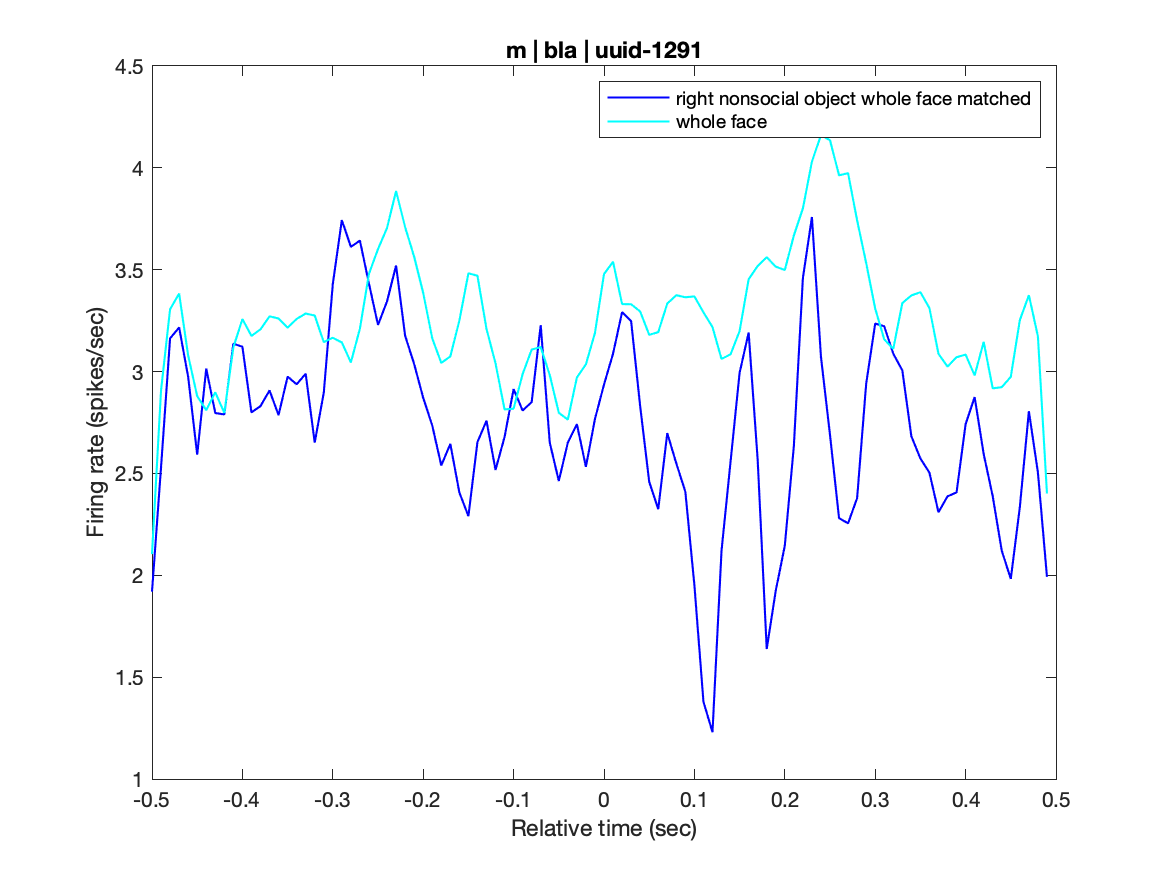 m | bla | uuid-1291
4.5
4
3.5
3
2.5
2
1.5
1
Firing rate (spikes/sec)
right nonsocial object whole face matched
whole face
-0.5 -0.4 -0.3 -0.2 -0.1 0 0.1 0.2 0.3 0.4 0.5
Relative time (sec)